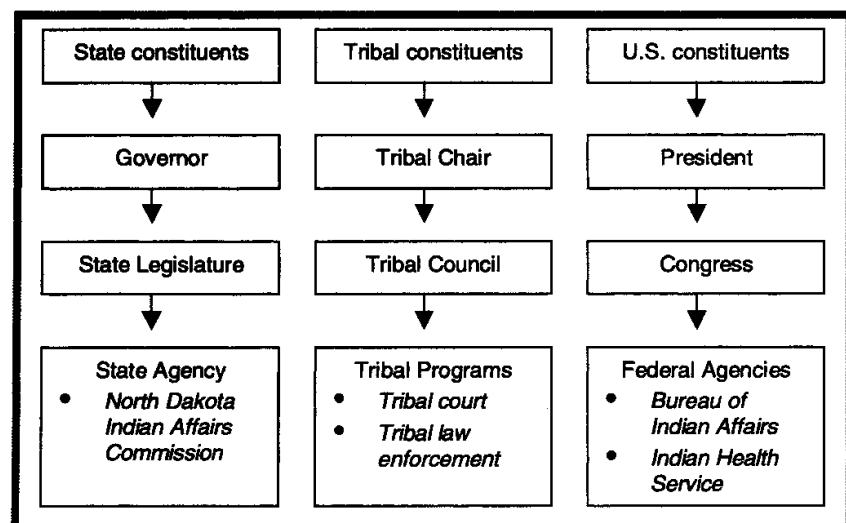 State constituents
Tribal constituents
U.S. constituents
Governor
Tribal Chair
President
State Legislature
Tribal Council
Congress
State Agency
• North Dakota
Indian Affairs
Commission
Tribal Programs
• Tribal court
• Tribal law
enforcement
Federal Agencies
• Bureau of
Indian Affairs
• Indian Health
Service